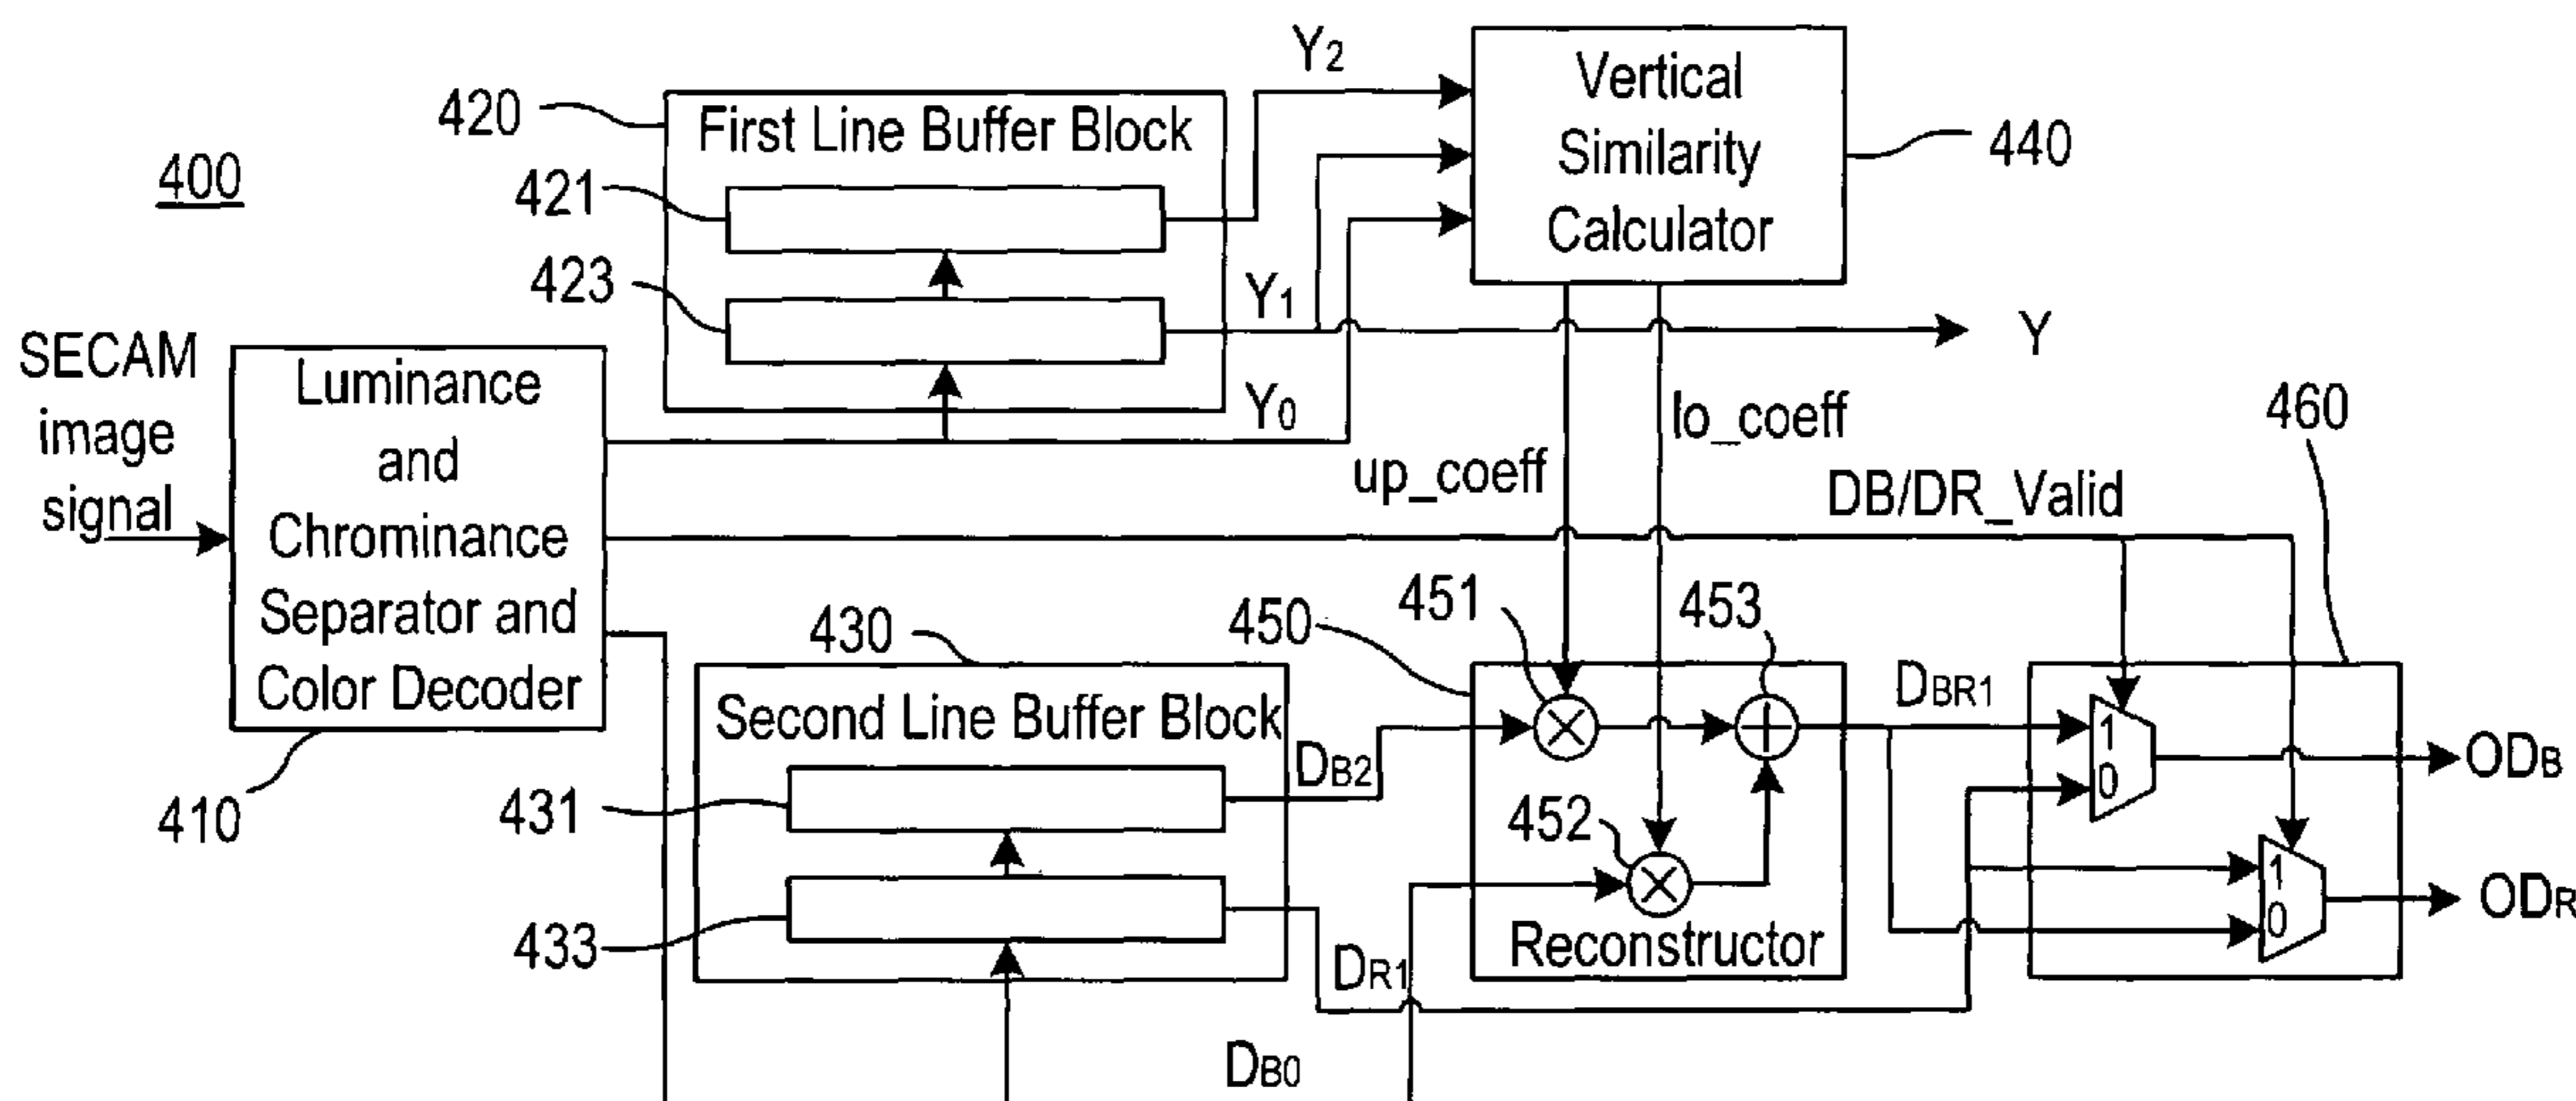 400
SECAM
image
signal
Luminance
and
Chrominance
Separator and
Color Decoder
410
420
First Line Buffer Block
421
423
Y2
Y1
Y0
Vertical
Similarity
Calculator
440
Y
up_coeff
lo_coeff
DB/DR_Valid
460
430
Second Line Buffer Block
431
433
DB2
DR1
DB0
450
451
452
453
Reconstructor
DBR1
1
0
1
0
ODB
ODR